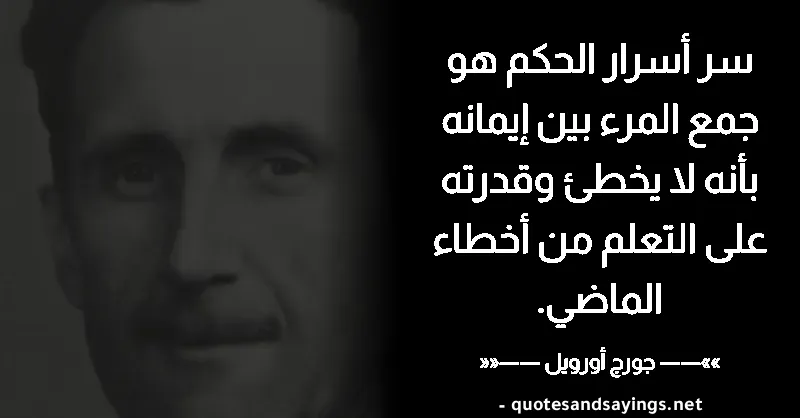 سر أسرار الحكم هو
جمع المرء بين إيمانه
بأنه لا يخطئ وقدرته
على التعلم من أخطاء
الماضي.
««—— جورج أورويل ——»»
- quotesandsayings.net